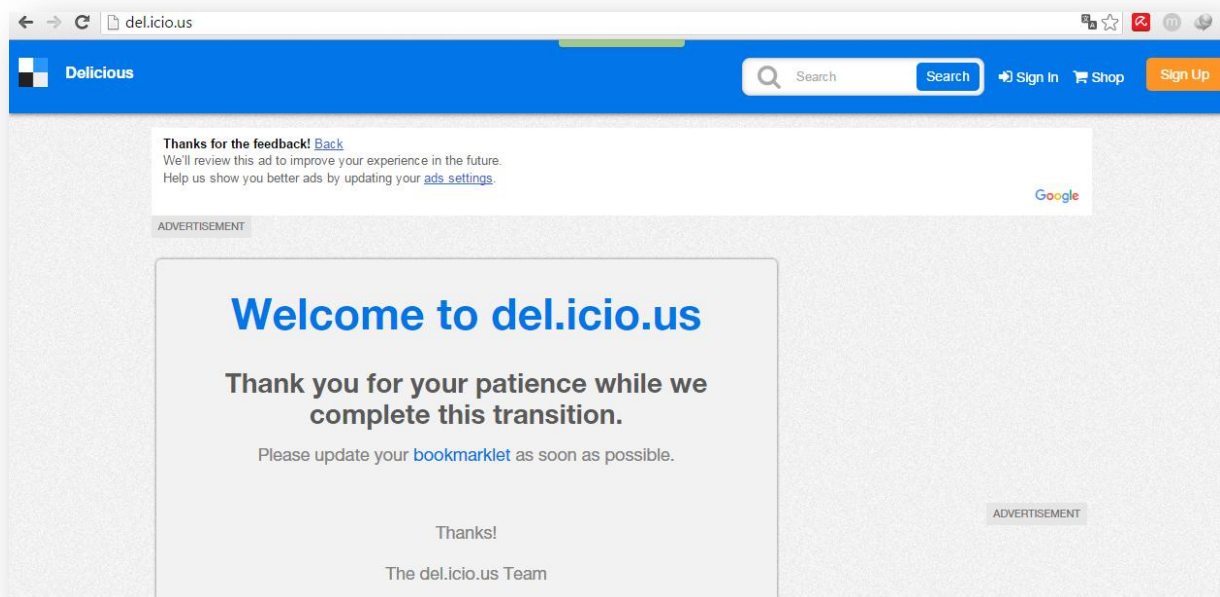 del.icio.us
Delicious
Search
Search
Sign In
Shop
Sign Up
Thanks for the feedback! Back
We'll review this ad to improve your experience in the future.
Help us show you better ads by updating your ads settings.
Google
ADVERTISEMENT
Welcome to del.icio.us
Thank you for your patience while we
complete this transition.
Please update your bookmarklet as soon as possible.
ADVERTISEMENT
Thanks!
The del.icio.us Team